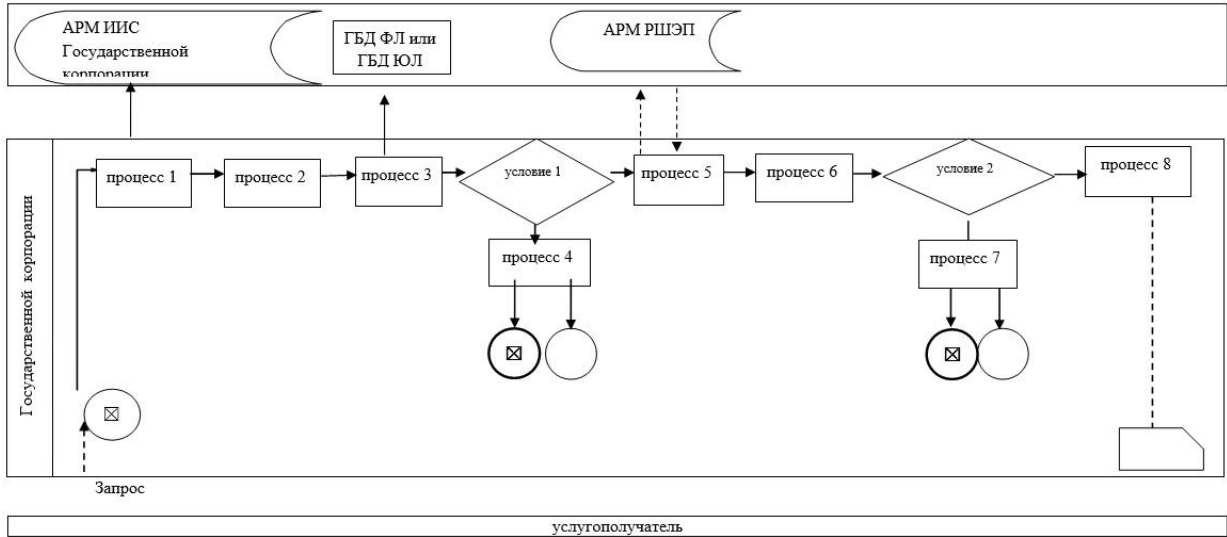 АРМ ИИС
Государственной
корпорации
ГБД ФЛ или
ГБД ЮЛ
АРМ РШЭП
Государственной корпорации
процесс 1
процесс 2
процесс 3
условие 1
процесс 5
процесс 6
условие 2
процесс 8
процесс 4
процесс 7
Запрос
услугополучатель